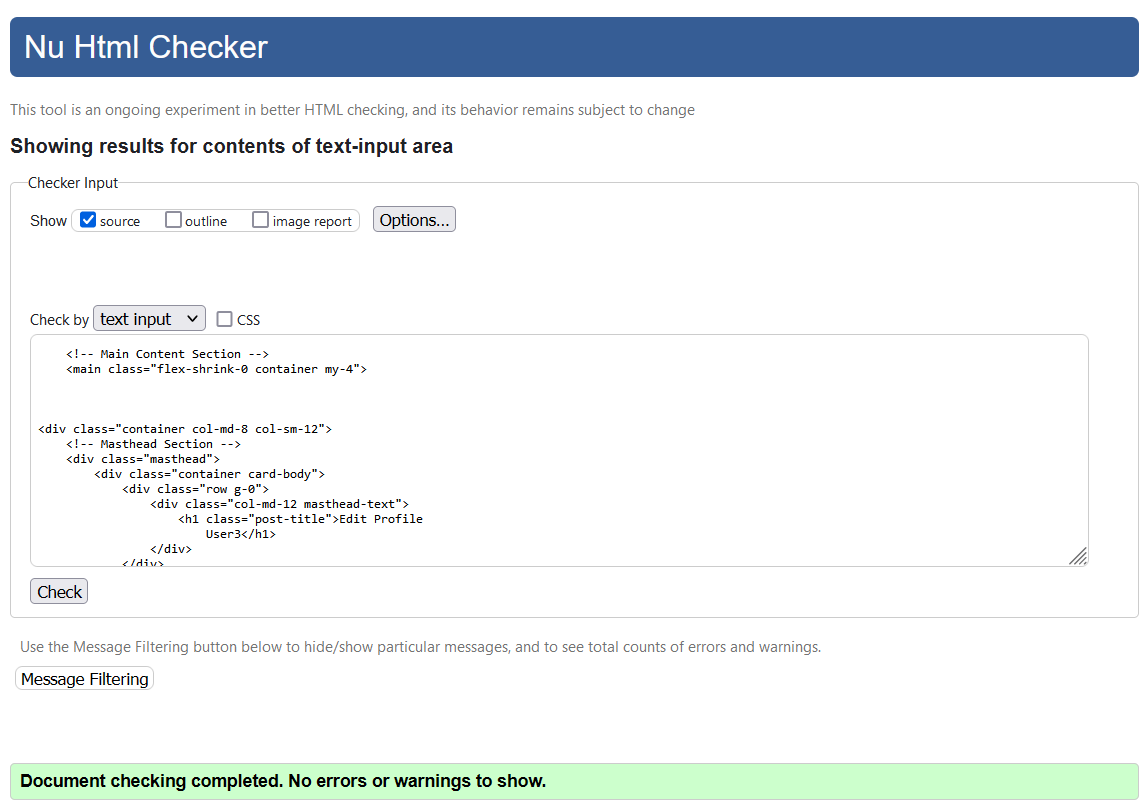 Nu Html Checker
This tool is an ongoing experiment in better HTML checking, and its behavior remains subject to change
Showing results for contents of text-input area
Checker Input
Show source outline image report Options...
Check by text input CSS
<!-- Main Content Section -->
<main class="flex-shrink-0 container my-4">
<div class="container col-md-8 col-sm-12">
<!-- Masthead Section -->
<div class="masthead">
<div class="container card-body">
<div class="row g-0">
<div class="col-md-12 masthead-text">
<h1 class="post-title">Edit Profile
User3</h1>
</div>
</div>
Check
Use the Message Filtering button below to hide/show particular messages, and to see total counts of errors and warnings.
Message Filtering
Document checking completed. No errors or warnings to show.